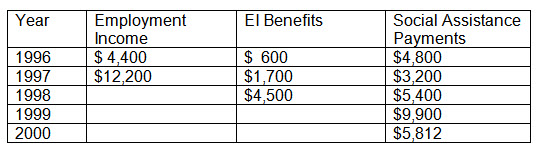 Year Employment Income EI Benefits Social Assistance Payments
1996 $ 4,400 $ 600 $4,800
1997 $12,200 $1,700 $3,200
1998 $4,500 $5,400
1999 $9,900
2000 $5,812